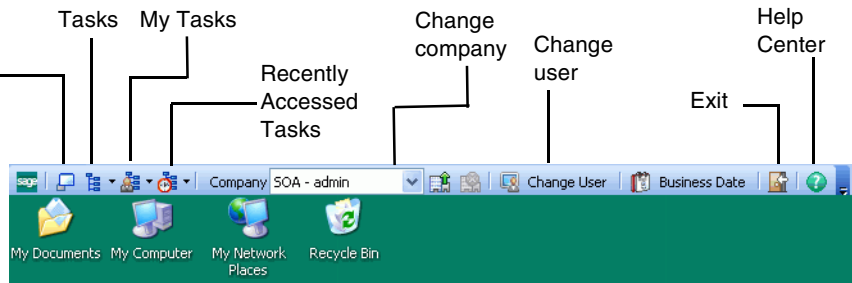 Tasks
My Tasks
Recently
Accessed
Tasks
Change
company
Change
user
Exit
Help
Center
sage
Company
SOA - admin
Change User
Business Date
?
My Documents
My Computer
My Network
Places
Recycle Bin